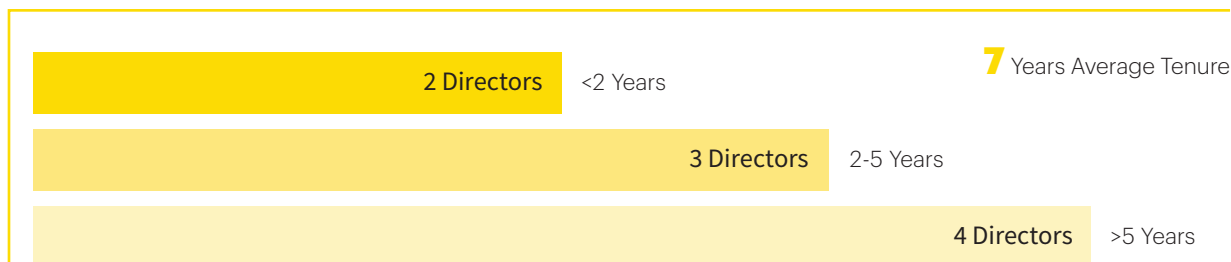 7 Years Average Tenure
2 Directors <2 Years
3 Directors 2-5 Years
4 Directors >5 Years